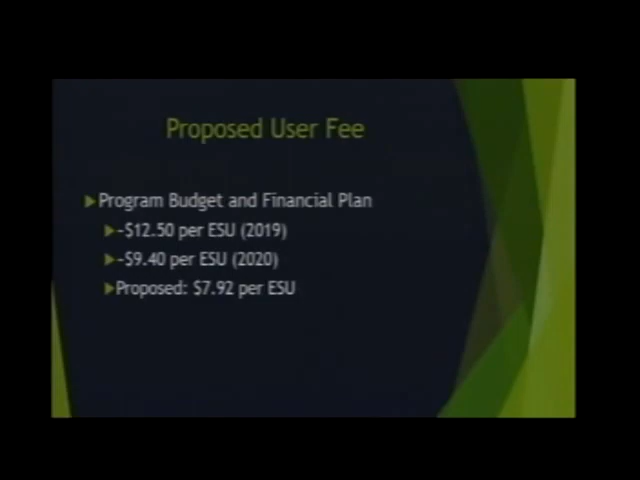 Proposed User Fee
Program Budget and Financial Plan
~$12.50 per ESU (2019)
~$9.40 per ESU (2020)
Proposed: $7.92 per ESU